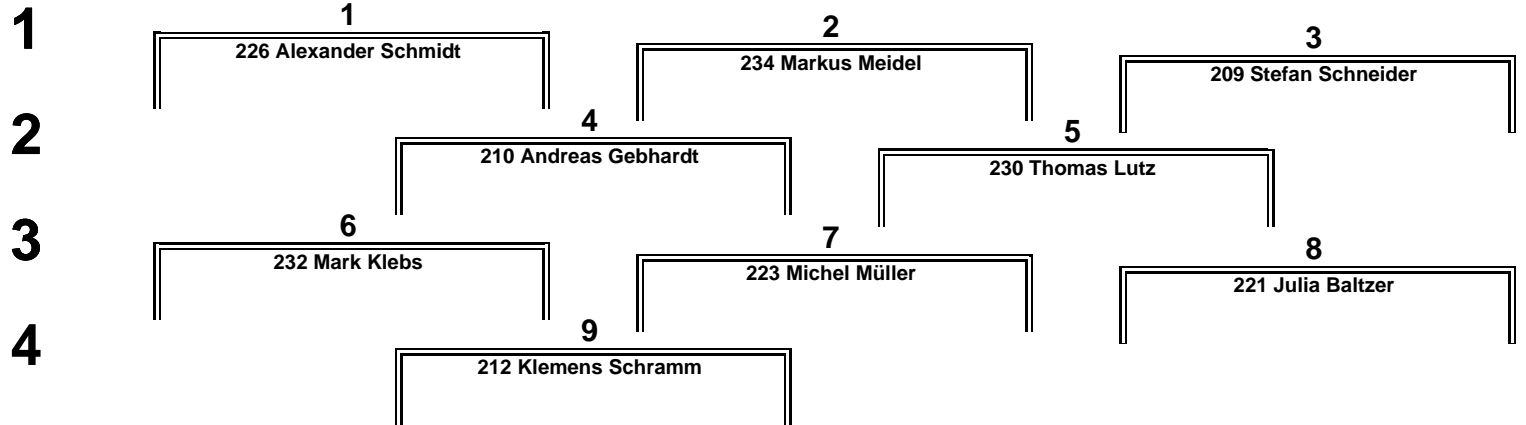 1
1
226 Alexander Schmidt
2
234 Markus Meidel
3
209 Stefan Schneider
2
4
210 Andreas Gebhardt
5
230 Thomas Lutz
3
6
232 Mark Klebs
7
223 Michel Müller
8
221 Julia Baltzer
4
9
212 Klemens Schramm